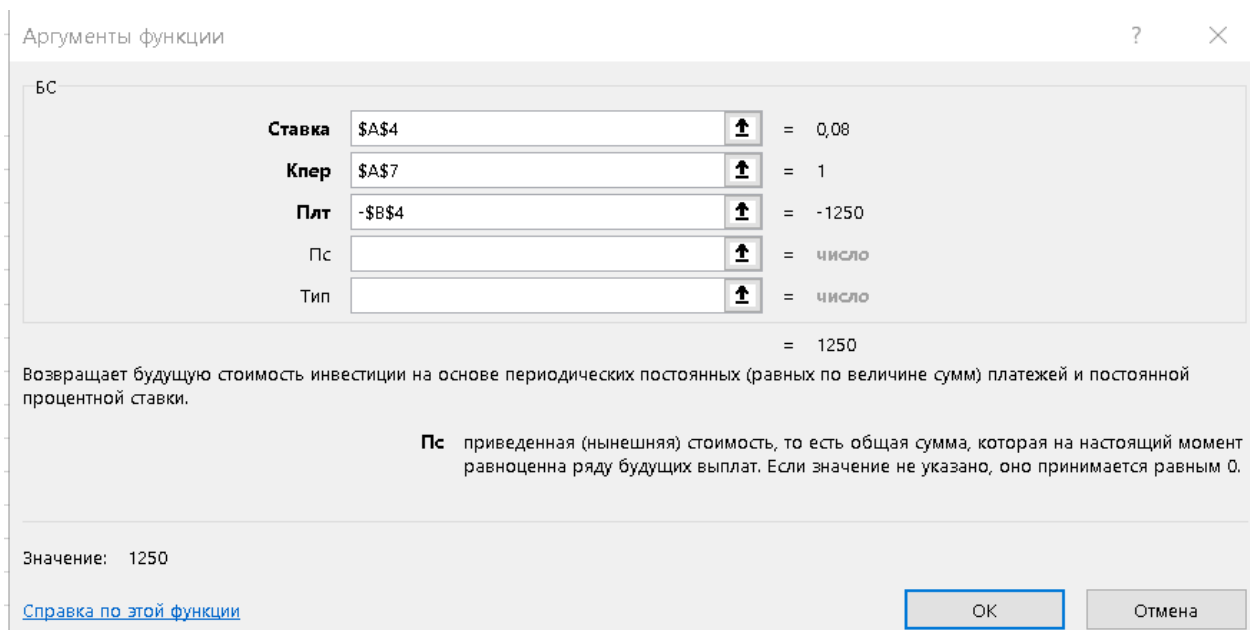 Аргументы функции
?
БС
Ставка $A$4 = 0,08
Кпер $A$7 = 1
Плт -$B$4 = -1250
Пс = число
Тип = число
= 1250
Возвращает будущую стоимость инвестиции на основе периодических постоянных (равных по величине сумм) платежей и постоянной
процентной ставки.
Пс приведенная (нынешняя) стоимость, то есть общая сумма, которая на настоящий момент
равноценна ряду будущих выплат. Если значение не указано, оно принимается равным 0.
Значение: 1250
Справка по этой функции ОК Отмена